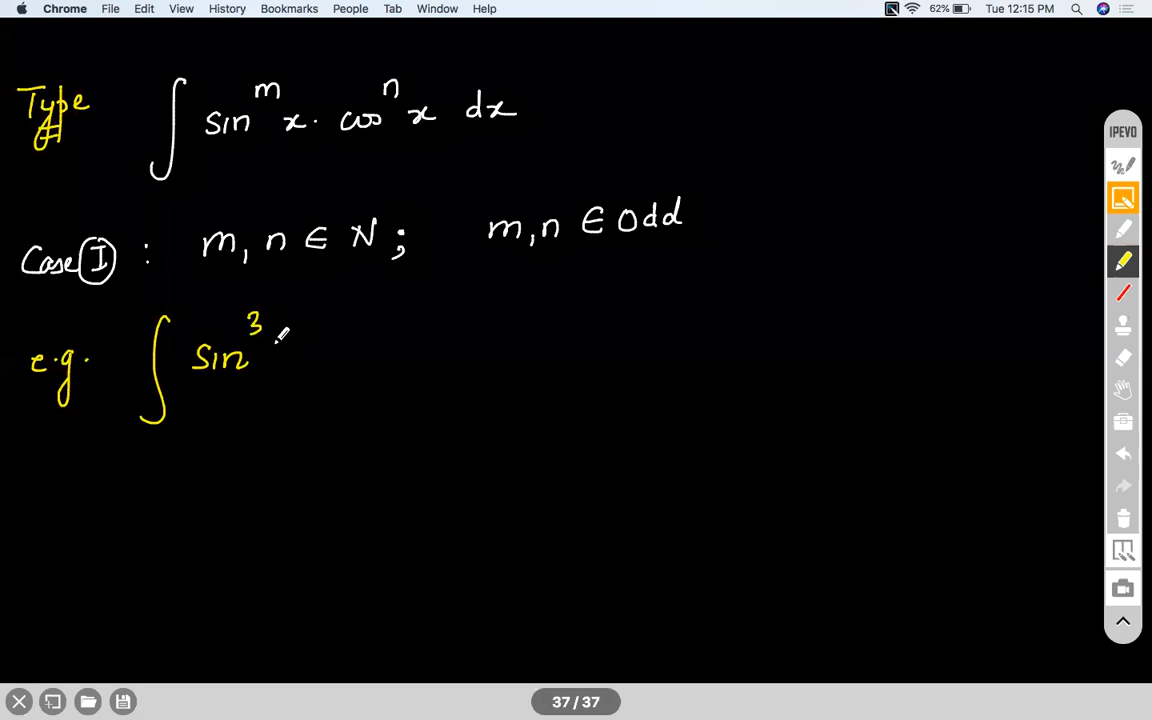 Chrome File Edit View History Bookmarks People Tab Window Help 62% Tue 12:15 PM
IPEVO
Type ∫ sin^m x · cos^n x dx
Case I : m, n ∈ N ; m, n ∈ Odd
e.g. ∫ sin^3
37 / 37